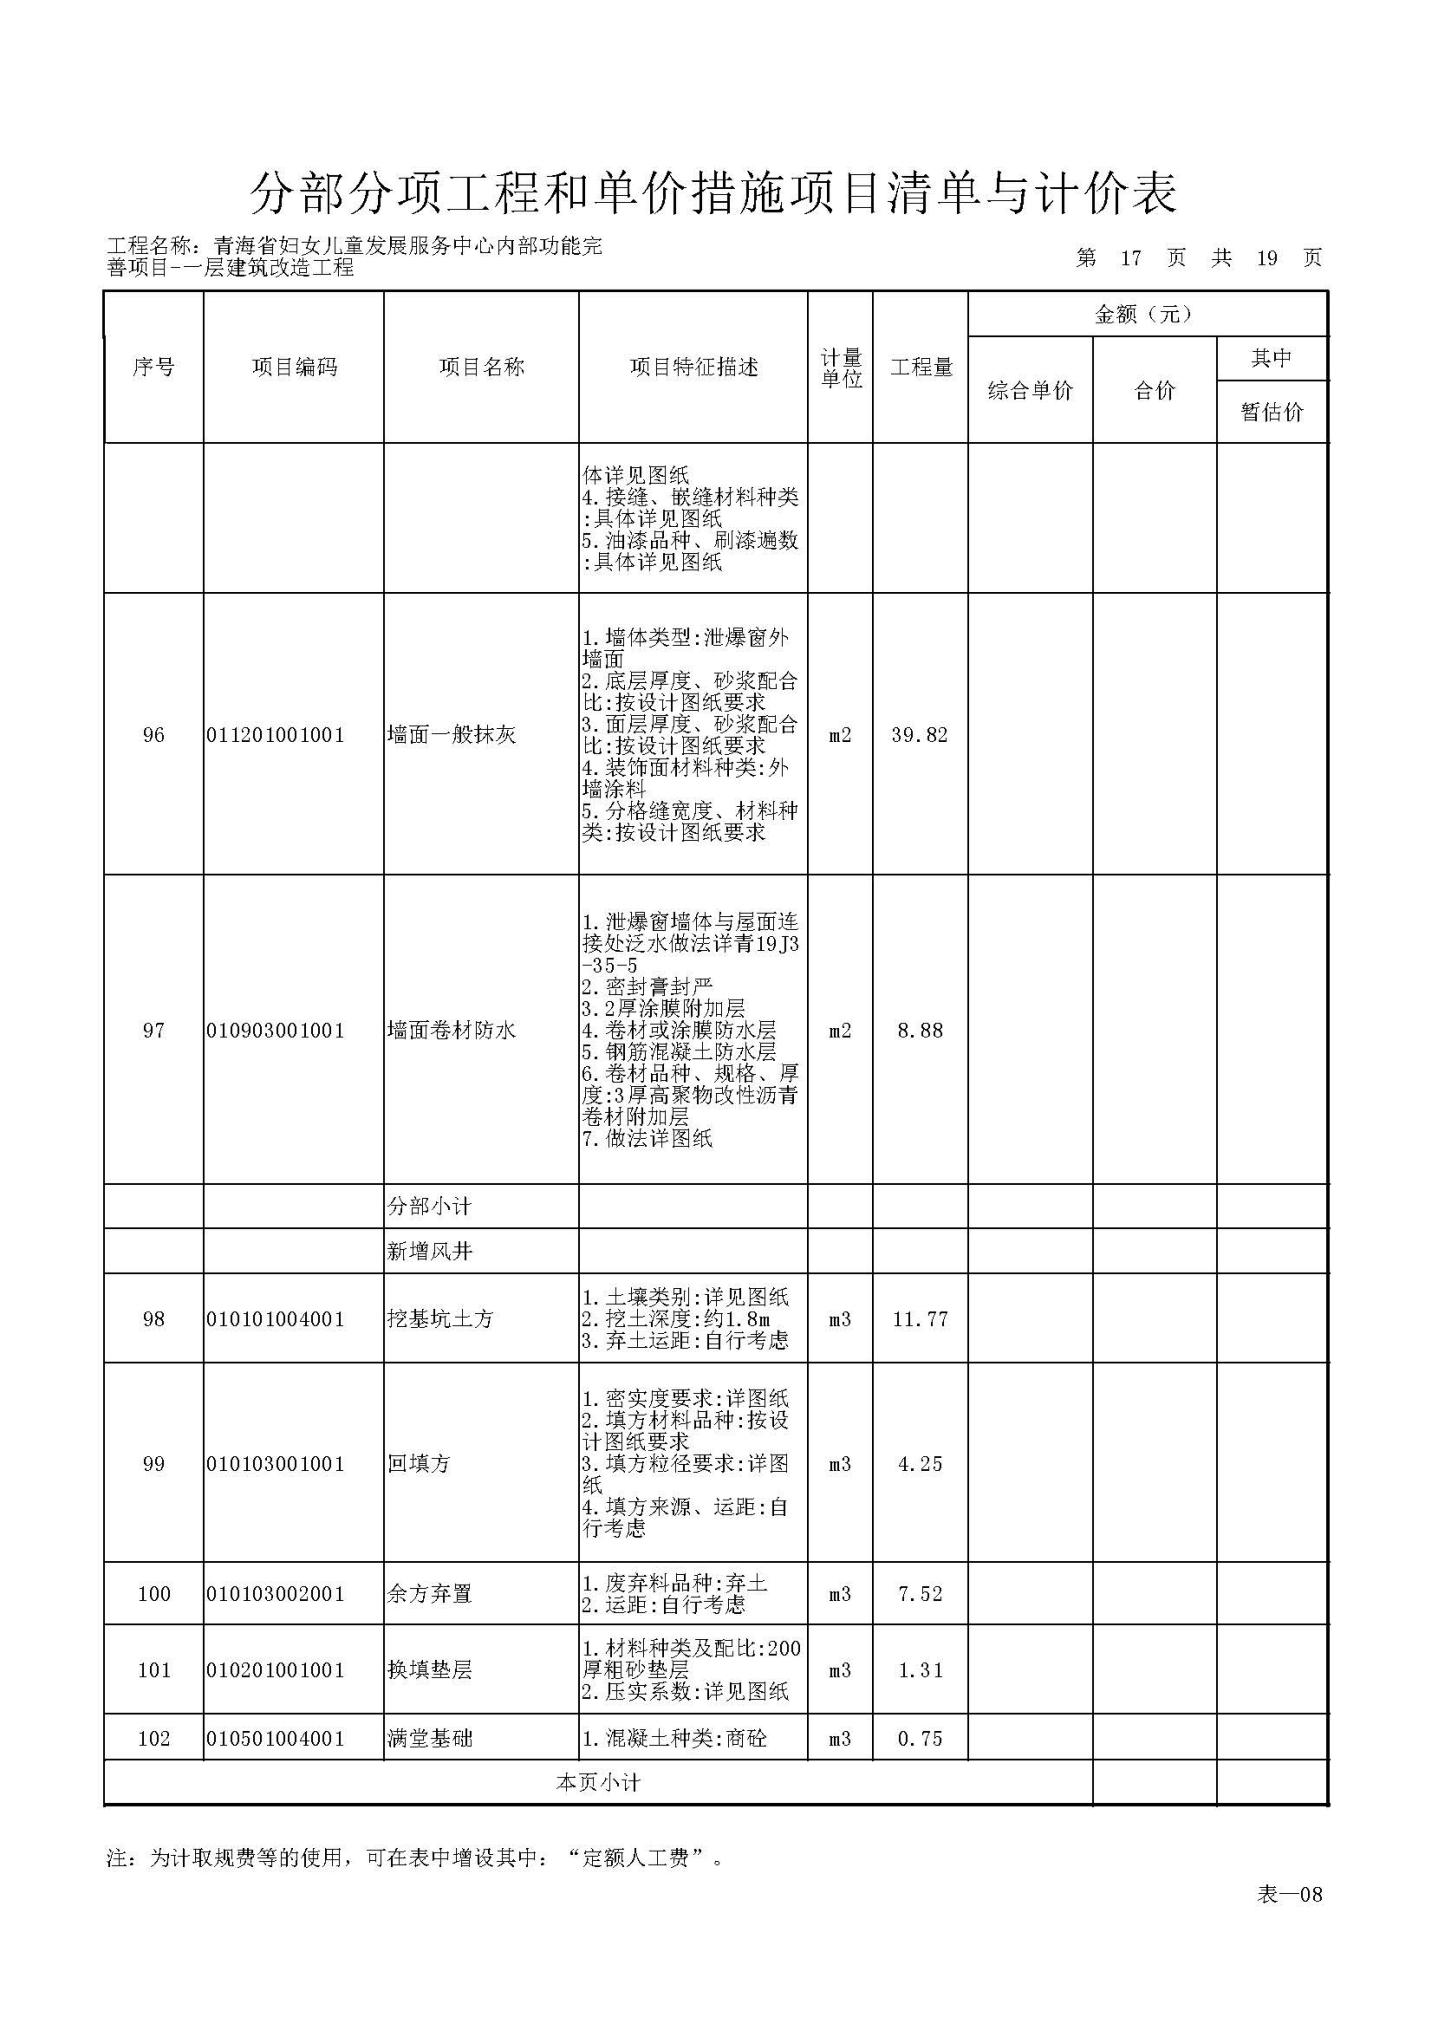 分部分项工程和单价措施项目清单与计价表
工程名称：青海省妇女儿童发展服务中心内部功能完
善项目-一层建筑改造工程
第 17 页 共 19 页
序号
项目编码
项目名称
项目特征描述
计量
单位
工程量
金额（元）
综合单价
合价
其中
暂估价
体详见图纸
4.接缝、嵌缝材料种类
:具体详见图纸
5.油漆品种、刷漆遍数
:具体详见图纸
96
011201001001
墙面一般抹灰
1.墙体类型:泄爆窗外
墙面
2.底层厚度、砂浆配合
比:按设计图纸要求
3.面层厚度、砂浆配合
比:按设计图纸要求
4.装饰面材料种类:外
墙涂料
5.分格缝宽度、材料种
类:按设计图纸要求
m2
39.82
97
010903001001
墙面卷材防水
1.泄爆窗墙体与屋面连
接处泛水做法详青19J3
-35-5
2.密封膏封严
3.2厚涂膜附加层
4.卷材或涂膜防水层
5.钢筋混凝土防水层
6.卷材品种、规格、厚
度:3厚高聚物改性沥青
卷材附加层
7.做法详图纸
m2
8.88
分部小计
新增风井
98
010101004001
挖基坑土方
1.土壤类别:详见图纸
2.挖土深度:约1.8m
3.弃土运距:自行考虑
m3
11.77
99
010103001001
回填方
1.密实度要求:详图纸
2.填方材料品种:按设
计图纸要求
3.填方粒径要求:详图
纸
4.填方来源、运距:自
行考虑
m3
4.25
100
010103002001
余方弃置
1.废弃料品种:弃土
2.运距:自行考虑
m3
7.52
101
010201001001
换填垫层
1.材料种类及配比:200
厚粗砂垫层
2.压实系数:详见图纸
m3
1.31
102
010501004001
满堂基础
1.混凝土种类:商砼
m3
0.75
本页小计
注：为计取规费等的使用，可在表中增设其中：“定额人工费”。
表—08